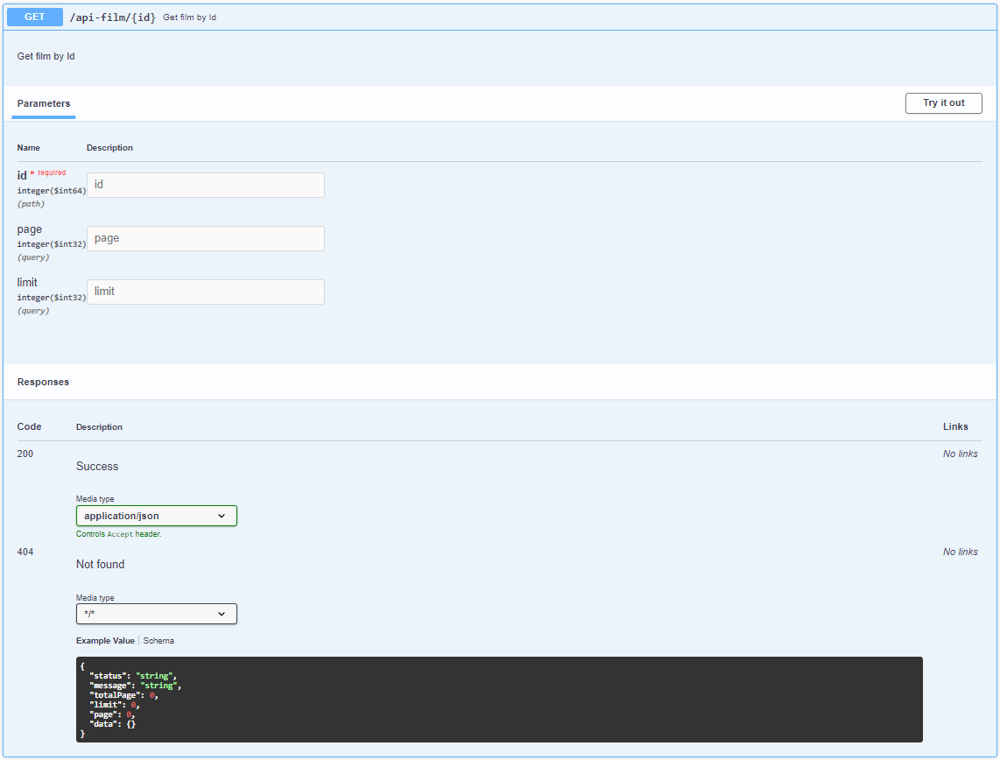 GET /api-film/{id} Get film by Id
Get film by Id
Parameters Try it out
Name Description
id * required
integer($int64)
(path)
id
page
integer($int32)
(query)
page
limit
integer($int32)
(query)
limit
Responses
Code Description Links
200 No links
Success
Media type
application/json
Controls Accept header.
404 No links
Not found
Media type
*/*
Example Value Schema
{
  "status": "string",
  "message": "string",
  "totalPage": 0,
  "limit": 0,
  "page": 0,
  "data": {}
}